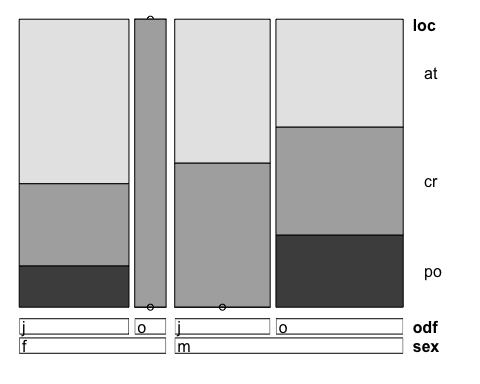 loc
at
cr
po
j o j o odf
f m sex